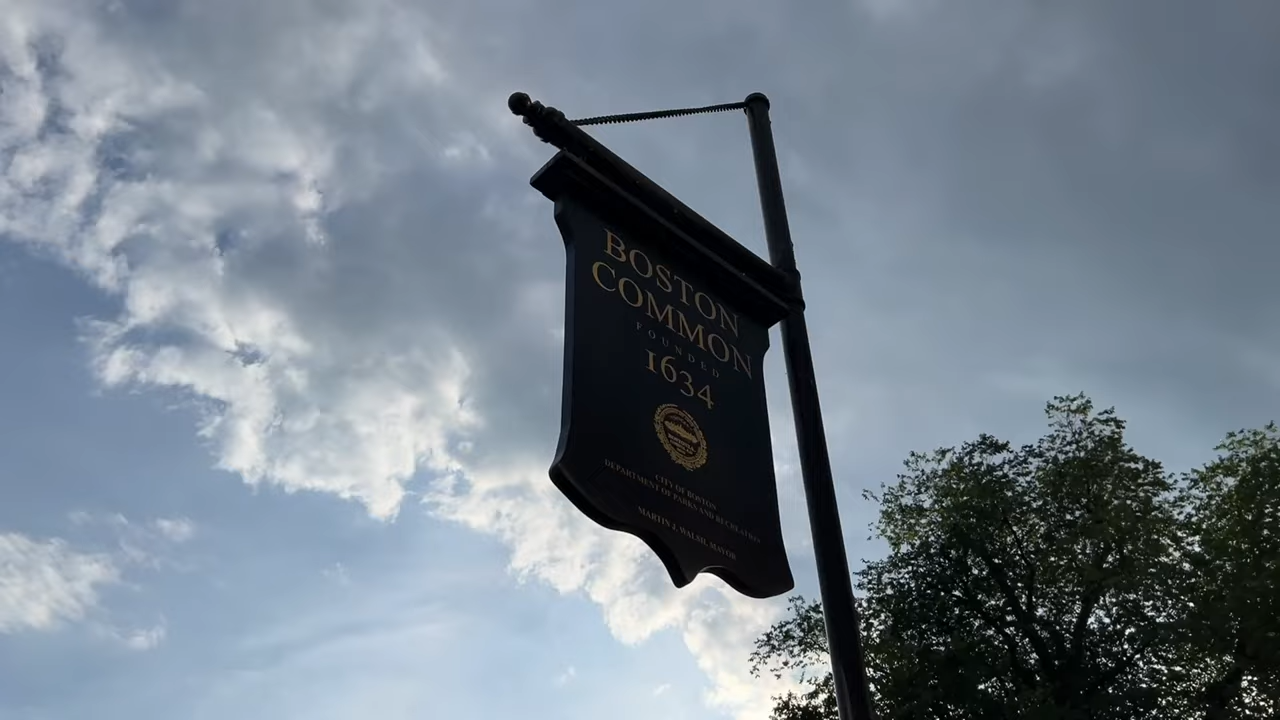 BOSTON
COMMON
FOUNDED
1634
CITY OF BOSTON
DEPARTMENT OF PARKS AND RECREATION
MARTIN J. WALSH, MAYOR